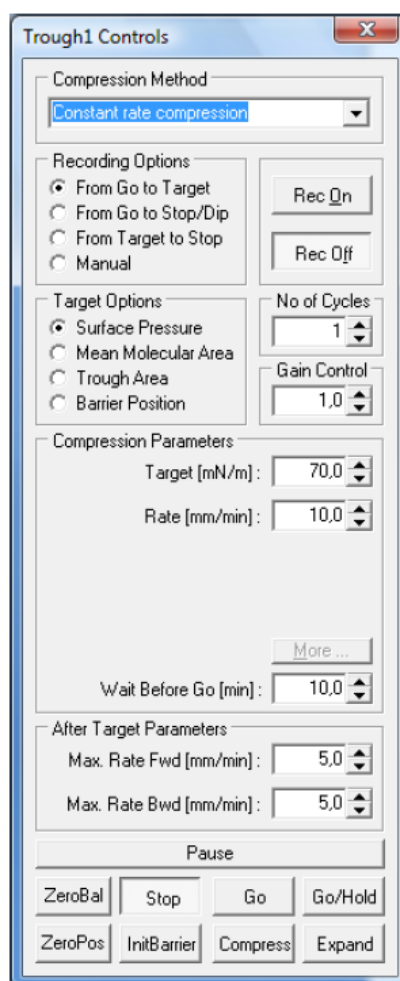 Trough1 Controls
Compression Method
Constant rate compression
Recording Options
From Go to Target
From Go to Stop/Dip
From Target to Stop
Manual
Rec On
Rec Off
Target Options
Surface Pressure
Mean Molecular Area
Trough Area
Barrier Position
No of Cycles
1
Gain Control
1,0
Compression Parameters
Target [mN/m] : 70,0
Rate [mm/min] : 10,0
More ...
Wait Before Go [min] : 10,0
After Target Parameters
Max. Rate Fwd [mm/min] : 5,0
Max. Rate Bwd [mm/min] : 5,0
Pause
ZeroBal Stop Go Go/Hold
ZeroPos InitBarrier Compress Expand